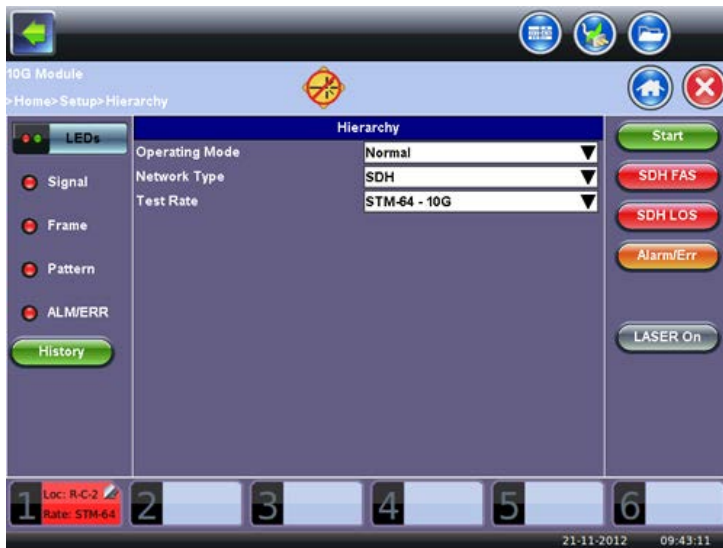 10G Module
>Home>Setup>Hierarchy
LEDs
Signal
Frame
Pattern
ALM/ERR
History
Hierarchy
Operating Mode Normal
Network Type SDH
Test Rate STM-64 - 10G
Start
SDH FAS
SDH LOS
Alarm/Err
LASER On
1 Loc: R-C-2
Rate: STM-64
2
3
4
5
6
21-11-2012 09:43:11